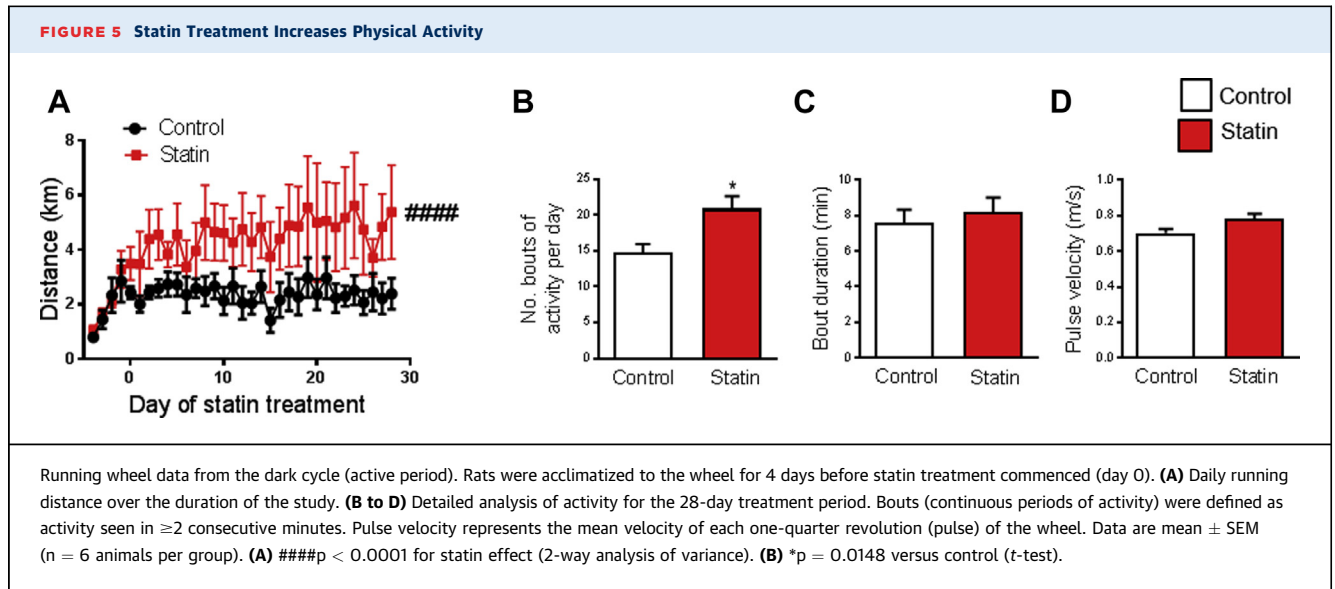 FIGURE 5 Statin Treatment Increases Physical Activity
A
Control
Statin
8
6
4
2
0
Distance (km)
####
0
10
20
30
Day of statin treatment
B
25
20
15
10
5
0
No. bouts of
activity per day
*
Control
Statin
C
10
8
6
4
2
0
Bout duration (min)
Control
Statin
D
Control
Statin
1.0
0.8
0.6
0.4
0.2
0.0
Pulse velocity (m/s)
Control
Statin
Running wheel data from the dark cycle (active period). Rats were acclimatized to the wheel for 4 days before statin treatment commenced (day 0). (A) Daily running
distance over the duration of the study. (B to D) Detailed analysis of activity for the 28-day treatment period. Bouts (continuous periods of activity) were defined as
activity seen in ≥2 consecutive minutes. Pulse velocity represents the mean velocity of each one-quarter revolution (pulse) of the wheel. Data are mean ± SEM
(n = 6 animals per group). (A) ####p < 0.0001 for statin effect (2-way analysis of variance). (B) *p = 0.0148 versus control (t-test).